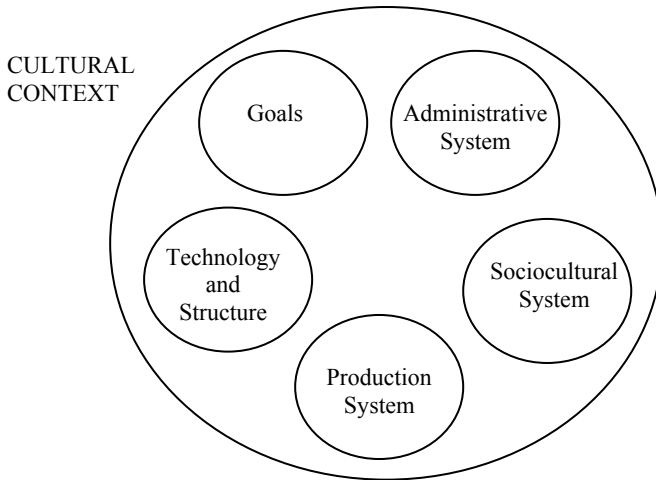 CULTURAL
CONTEXT
Goals
Administrative
System
Technology
and
Structure
Sociocultural
System
Production
System